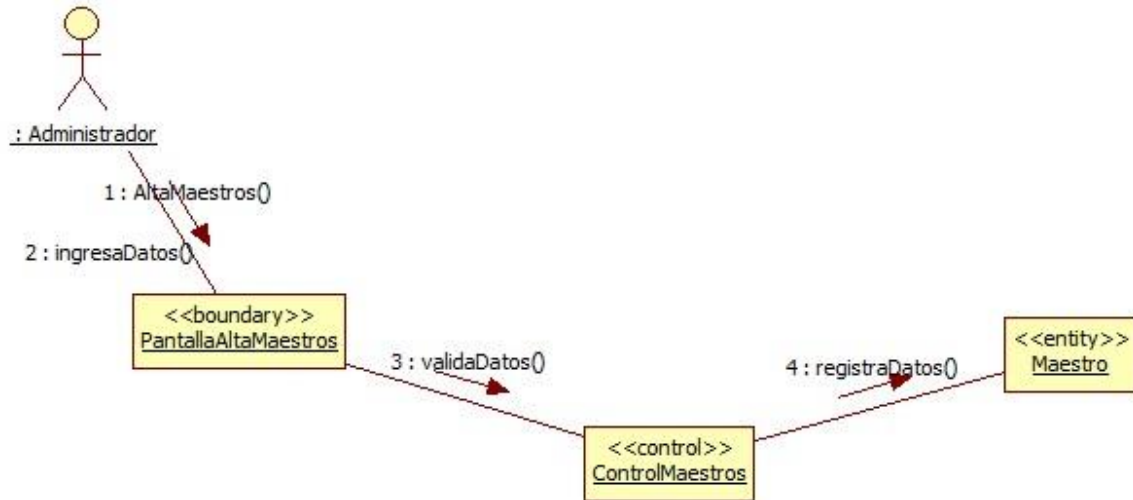 : Administrador
1 : AltaMaestros()
2 : ingresaDatos()
<<boundary>>
PantallaAltaMaestros
3 : validaDatos()
4 : registraDatos()
<<entity>>
Maestro
<<control>>
ControlMaestros